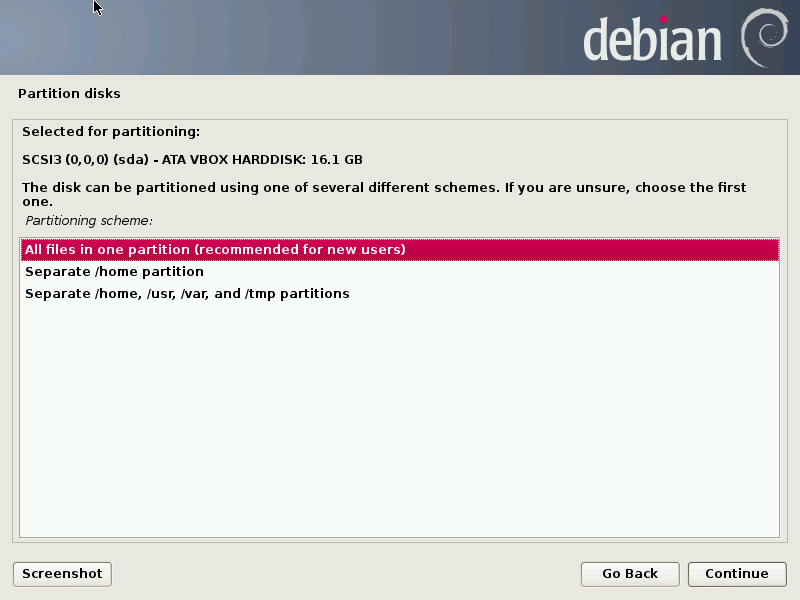 debian
Partition disks
Selected for partitioning:
SCSI3 (0,0,0) (sda) - ATA VBOX HARDDISK: 16.1 GB
The disk can be partitioned using one of several different schemes. If you are unsure, choose the first
one.
Partitioning scheme:
All files in one partition (recommended for new users)
Separate /home partition
Separate /home, /usr, /var, and /tmp partitions
Screenshot
Go Back
Continue